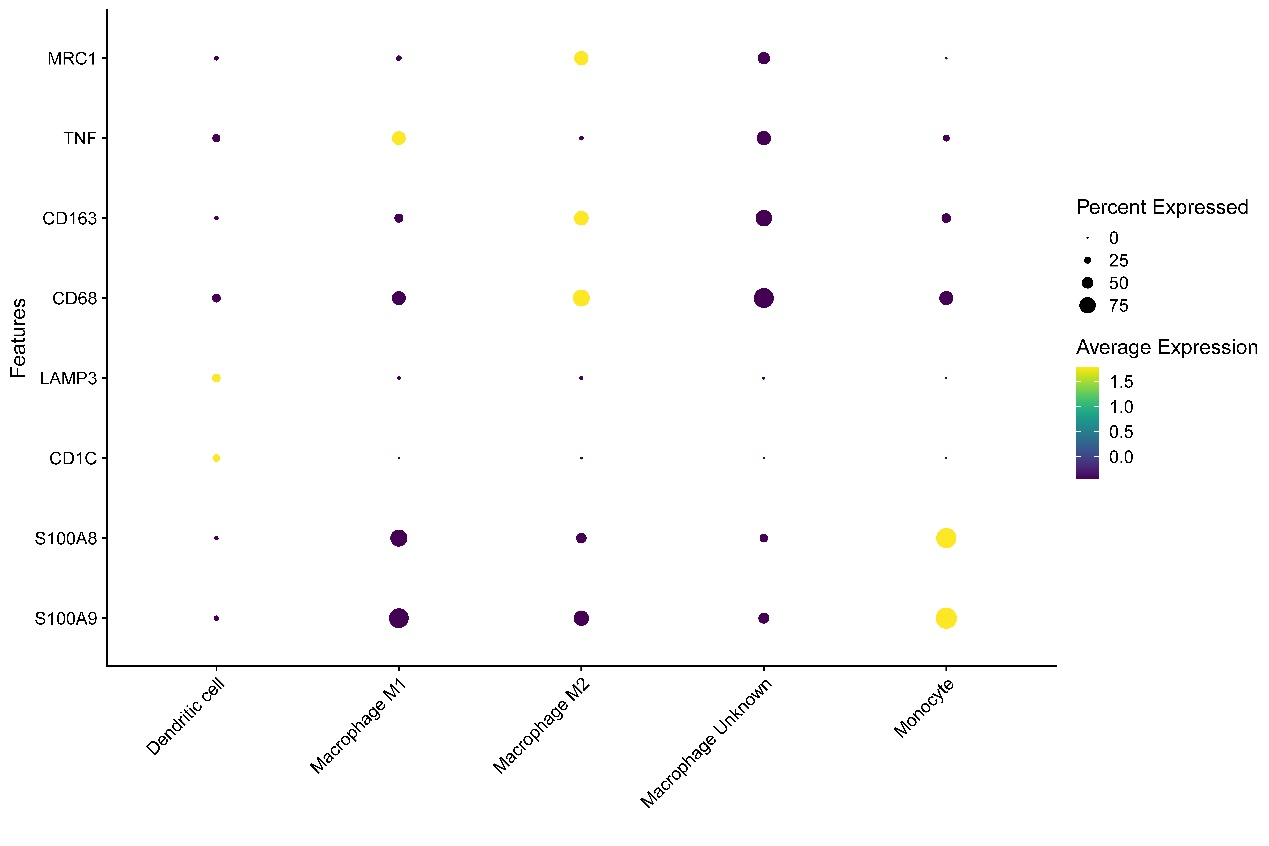 MRC1
TNF
CD163
CD68
LAMP3
CD1C
S100A8
S100A9
Features
Dendritic cell
Macrophage M1
Macrophage M2
Macrophage Unknown
Monocyte
Percent Expressed
0
25
50
75
Average Expression
1.5
1.0
0.5
0.0